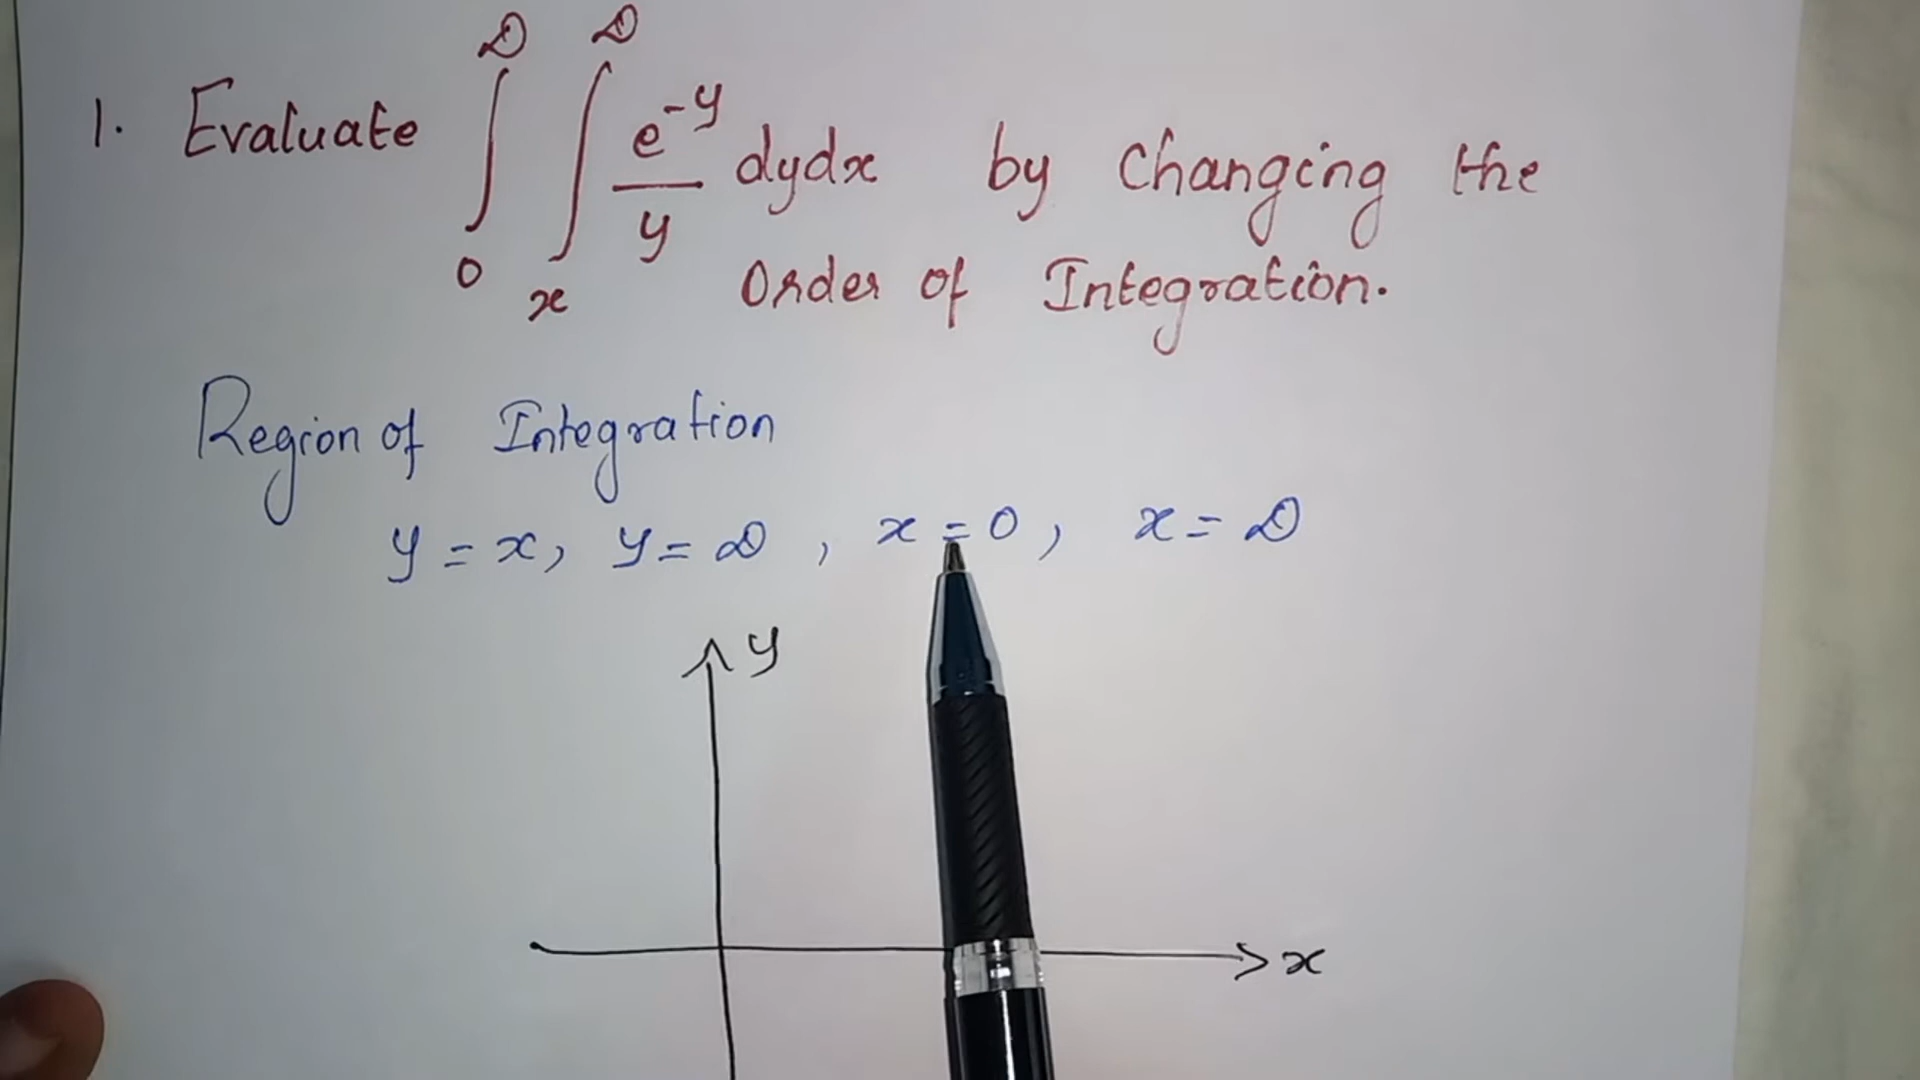 1. Evaluate ∫₀^∞ ∫ₓ^∞ e^-y/y dydx by Changing the
Order of Integration.
Region of Integration
y = x, y = ∞, x = 0, x = ∞
y
x